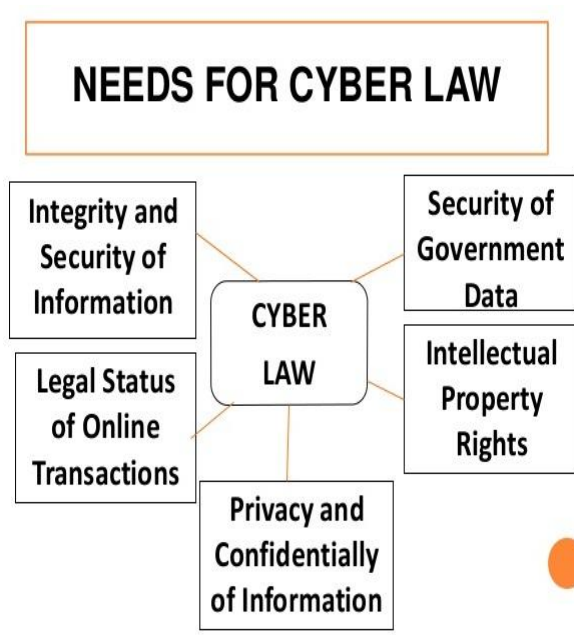 NEEDS FOR CYBER LAW
Integrity and
Security of
Information
Security of
Government
Data
CYBER
LAW
Legal Status
of Online
Transactions
Intellectual
Property
Rights
Privacy and
Confidentially
of Information